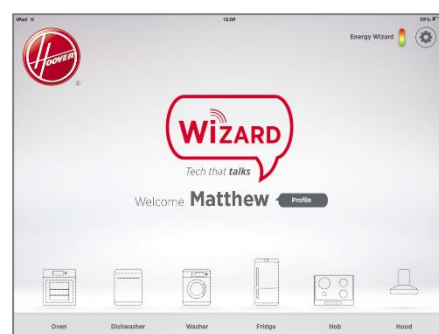 iPad
15:01
Energy Wizard
HOOVER
®
WiZARD
Tech that talks
Welcome Matthew
Profile
Oven Dishwasher Washer Fridge Hob Hood